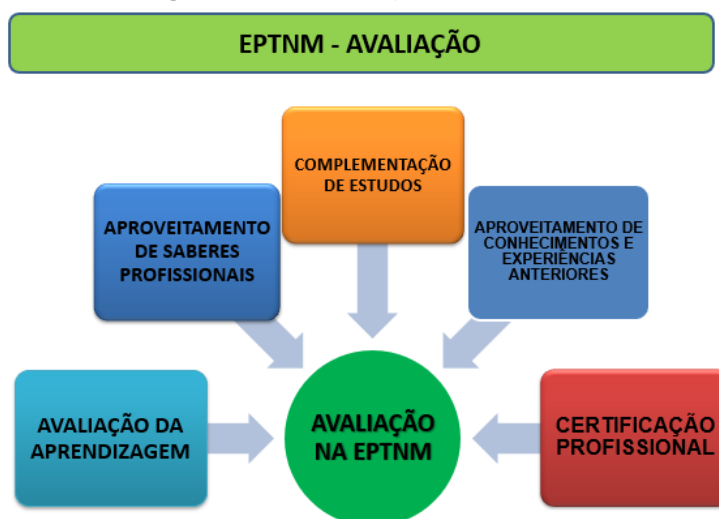 EPTNM - AVALIAÇÃO
COMPLEMENTAÇÃO
DE ESTUDOS
APROVEITAMENTO
DE SABERES
PROFISSIONAIS
APROVEITAMENTO DE
CONHECIMENTOS E
EXPERIÊNCIAS
ANTERIORES
AVALIAÇÃO DA
APRENDIZAGEM
AVALIAÇÃO
NA EPTNM
CERTIFICAÇÃO
PROFISSIONAL